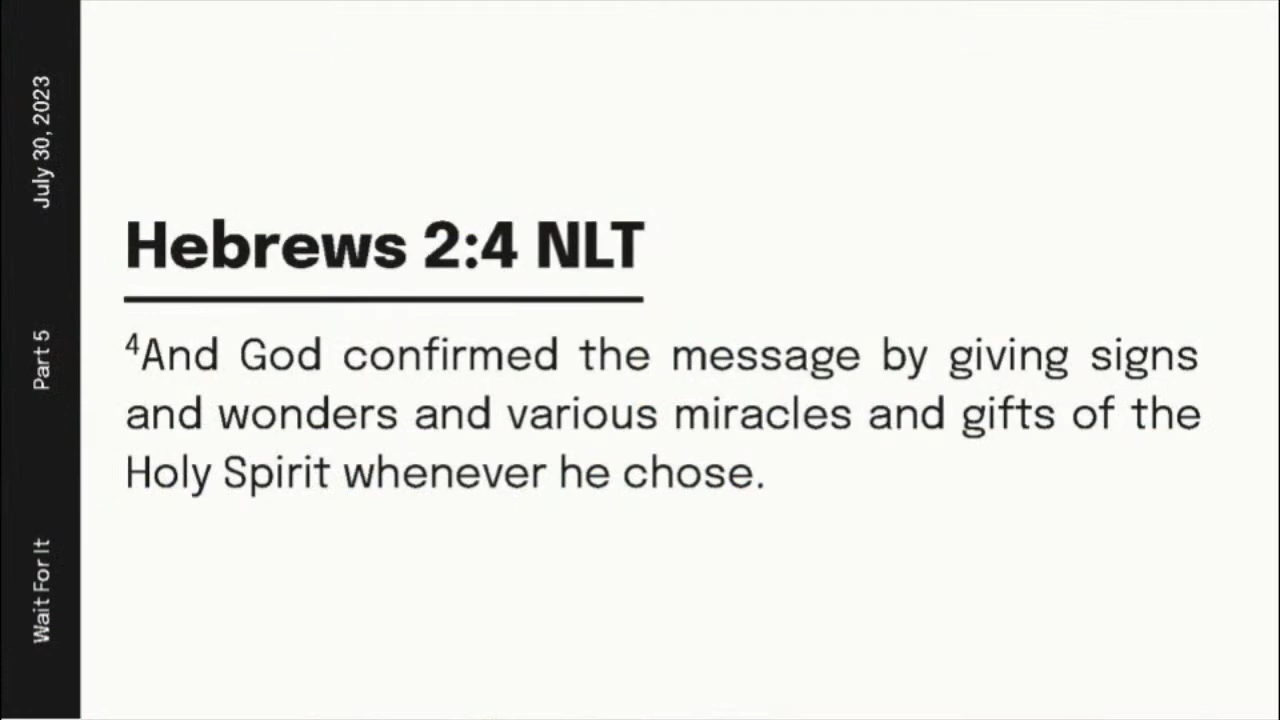 July 30, 2023
Part 5
Wait For It
Hebrews 2:4 NLT
⁴And God confirmed the message by giving signs
and wonders and various miracles and gifts of the
Holy Spirit whenever he chose.